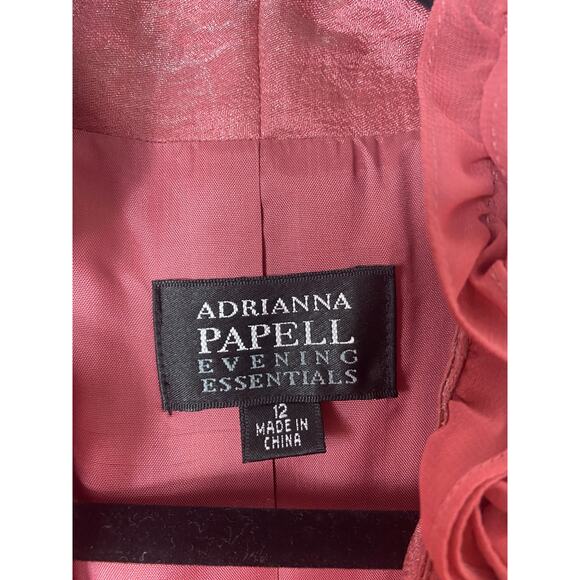 ADRIANNA
PAPELL
EVENING
ESSENTIALS
12
MADE IN
CHINA